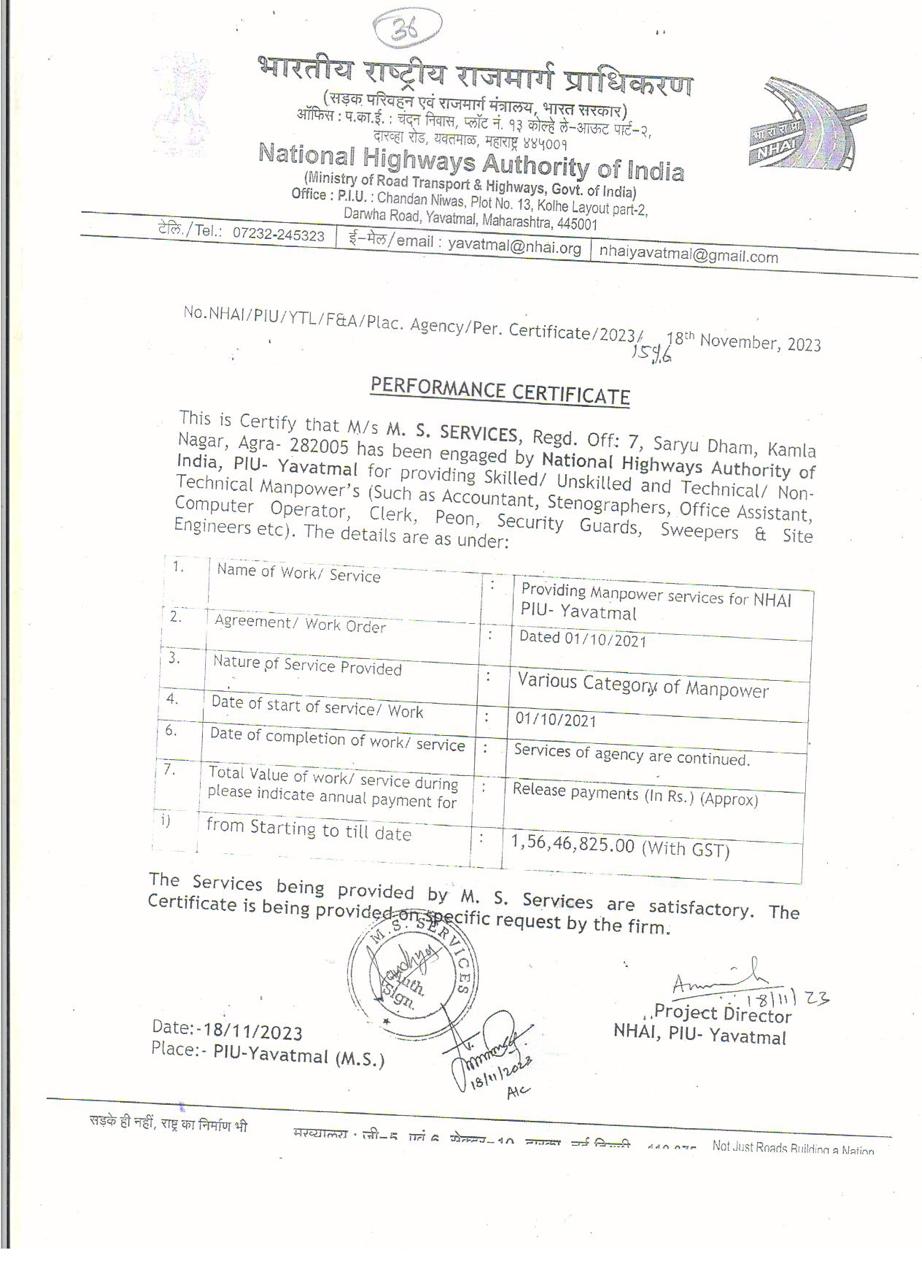 36
भारतीय राष्ट्रीय राजमार्ग प्राधिकरण
(सड़क परिवहन एवं राजमार्ग मंत्रालय, भारत सरकार)
ऑफिस : प.का.ई. : चंदन निवास, प्लॉट नं. १३ कोल्हे ले-आऊट पार्ट-२,
दारव्हा रोड, यवतमाळ, महाराष्ट्र ४४५००१
National Highways Authority of India
(Ministry of Road Transport & Highways, Govt. of India)
Office : P.I.U. : Chandan Niwas, Plot No. 13, Kolhe Layout part-2,
Darwha Road, Yavatmal, Maharashtra, 445001
भा रा रा प्रा
NHAI
टेलि./Tel.: 07232-245323 ई-मेल/email : yavatmal@nhai.org nhaiyavatmal@gmail.com
No.NHAI/PIU/YTL/F&A/Plac. Agency/Per. Certificate/2023/ 18th November, 2023
PERFORMANCE CERTIFICATE
This is Certify that M/s M. S. SERVICES, Regd. Off: 7, Saryu Dham, Kamla
Nagar, Agra- 282005 has been engaged by National Highways Authority of
India, PIU- Yavatmal for providing Skilled/ Unskilled and Technical/ Non-
Technical Manpower's (Such as Accountant, Stenographers, Office Assistant,
Computer Operator, Clerk, Peon, Security Guards, Sweepers & Site
Engineers etc). The details are as under:
1. Name of Work/ Service : Providing Manpower services for NHAI
PIU- Yavatmal
2. Agreement/ Work Order : Dated 01/10/2021
3. Nature of Service Provided : Various Category of Manpower
4. Date of start of service/ Work : 01/10/2021
6. Date of completion of work/ service : Services of agency are continued.
7. Total Value of work/ service during : Release payments (In Rs.) (Approx)
please indicate annual payment for
i) from Starting to till date : 1,56,46,825.00 (With GST)
The Services being provided by M. S. Services are satisfactory. The
Certificate is being provided on specific request by the firm.
M. S. SERVICES
Auth.
Sign.
18/11/23
Project Director
NHAI, PIU- Yavatmal
Date:-18/11/2023
Place:- PIU-Yavatmal (M.S.)
18/11/2023
A/C
सड़के ही नहीं, राष्ट्र का निर्माण भी
Not Just Roads Building a Nation